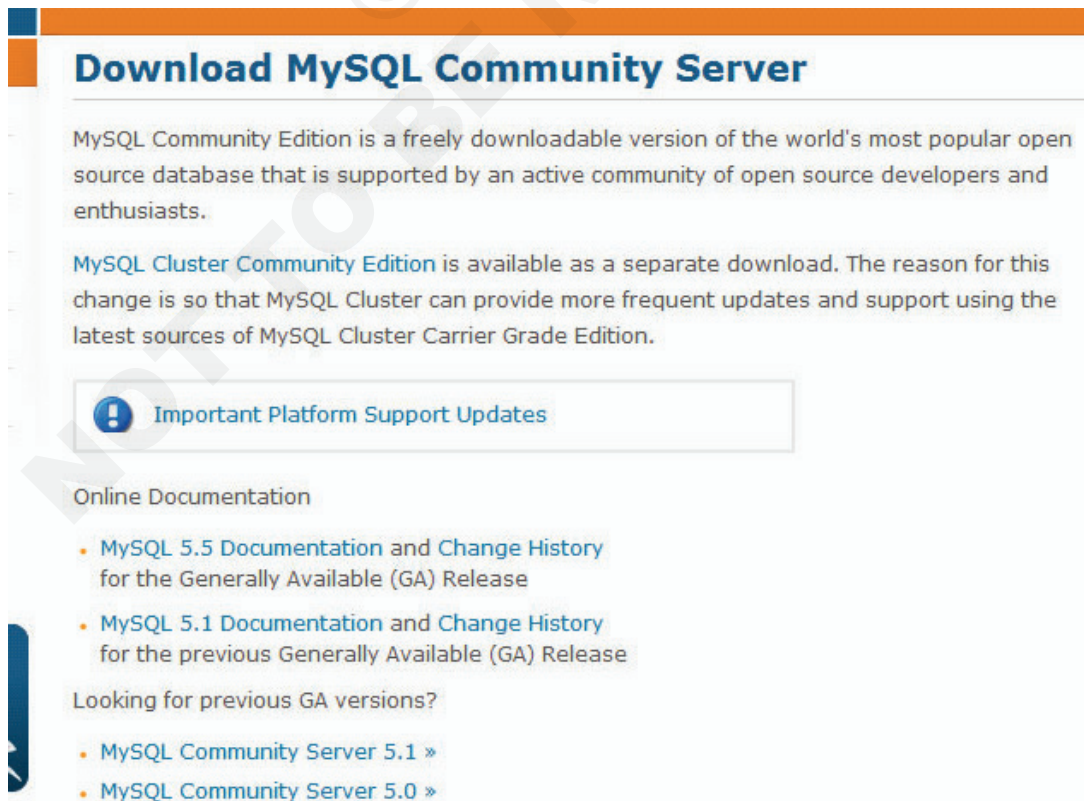 Download MySQL Community Server
MySQL Community Edition is a freely downloadable version of the world's most popular open
source database that is supported by an active community of open source developers and
enthusiasts.
MySQL Cluster Community Edition is available as a separate download. The reason for this
change is so that MySQL Cluster can provide more frequent updates and support using the
latest sources of MySQL Cluster Carrier Grade Edition.
Important Platform Support Updates
Online Documentation
• MySQL 5.5 Documentation and Change History
for the Generally Available (GA) Release
• MySQL 5.1 Documentation and Change History
for the previous Generally Available (GA) Release
Looking for previous GA versions?
• MySQL Community Server 5.1 »
• MySQL Community Server 5.0 »
NOT TO BE